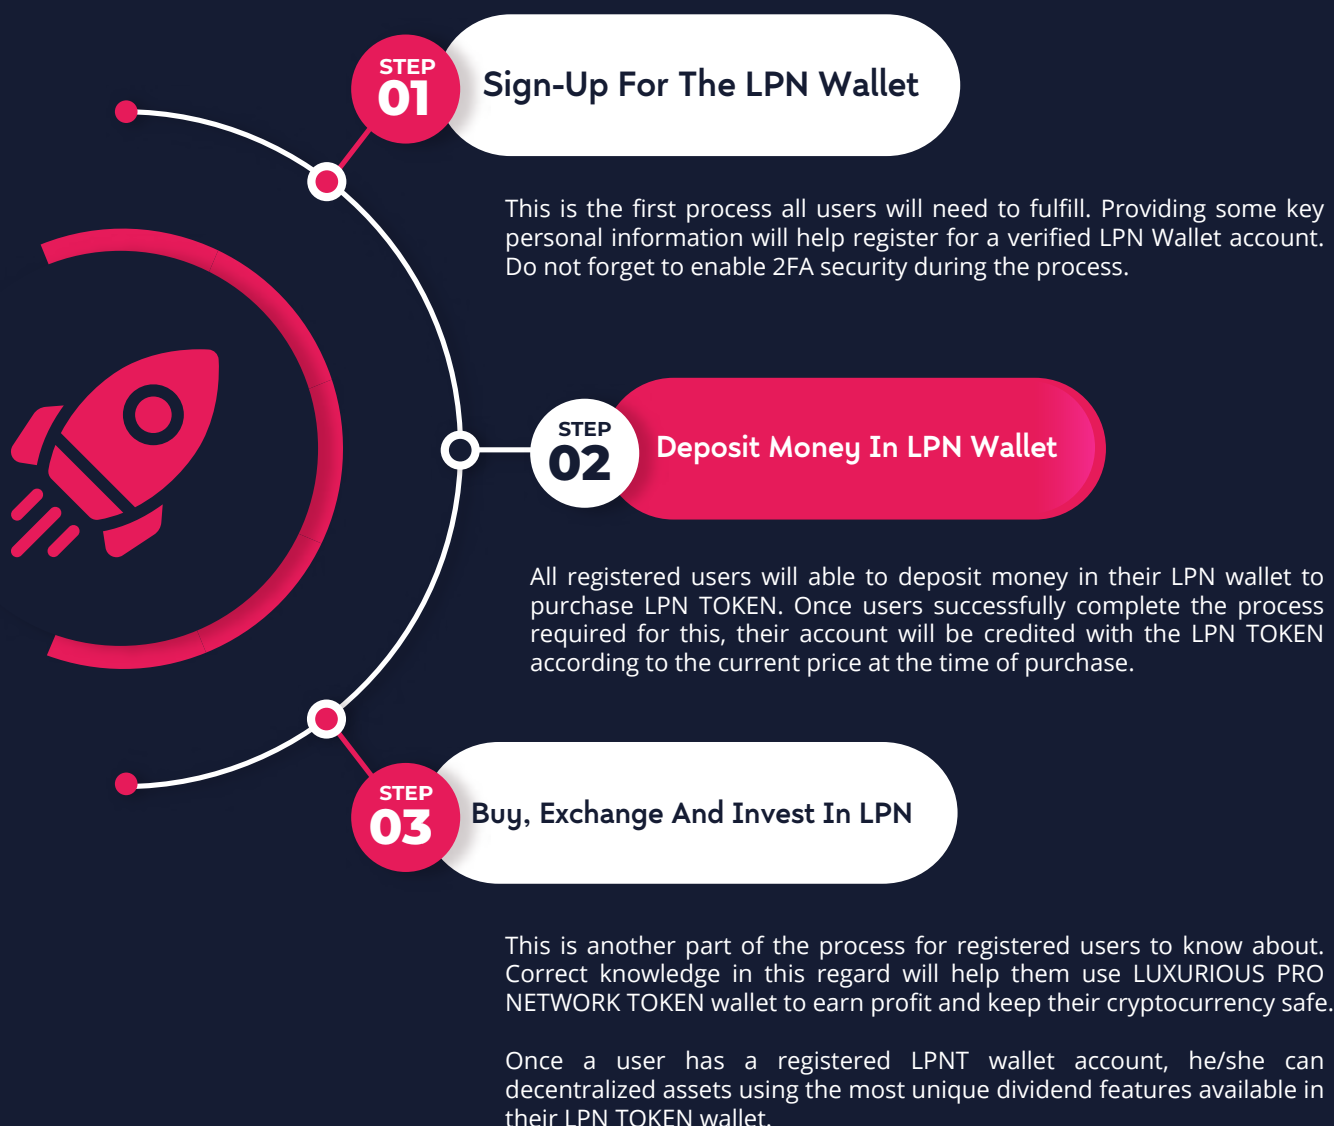 STEP
01
Sign-Up For The LPN Wallet
This is the first process all users will need to fulfill. Providing some key
personal information will help register for a verified LPN Wallet account.
Do not forget to enable 2FA security during the process.
STEP
02
Deposit Money In LPN Wallet
All registered users will able to deposit money in their LPN wallet to
purchase LPN TOKEN. Once users successfully complete the process
required for this, their account will be credited with the LPN TOKEN
according to the current price at the time of purchase.
STEP
03
Buy, Exchange And Invest In LPN
This is another part of the process for registered users to know about.
Correct knowledge in this regard will help them use LUXURIOUS PRO
NETWORK TOKEN wallet to earn profit and keep their cryptocurrency safe.
Once a user has a registered LPNT wallet account, he/she can
decentralized assets using the most unique dividend features available in
their LPN TOKEN wallet.